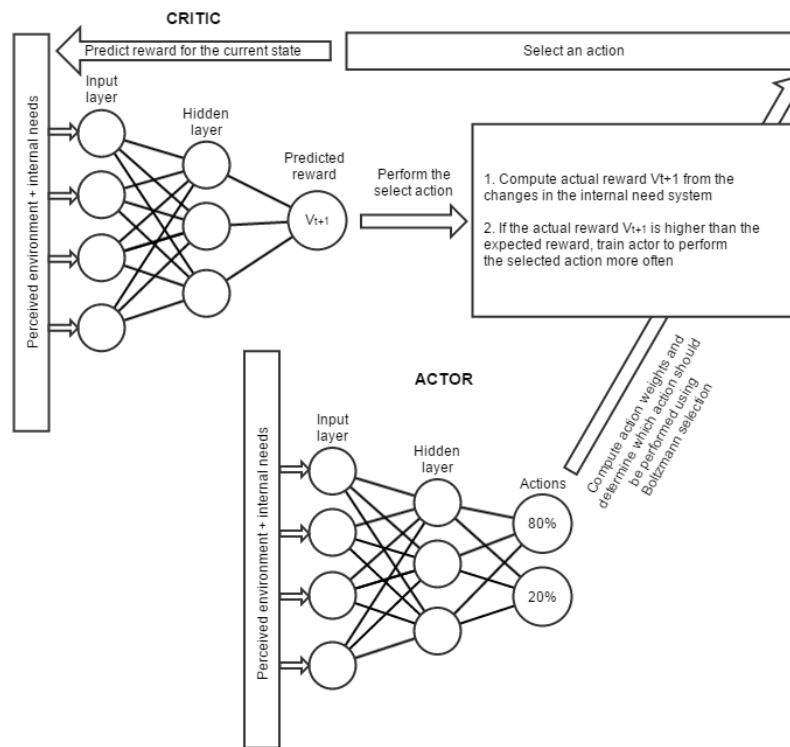 CRITIC
Predict reward for the current state
Select an action
Perceived environment + internal needs
Input
layer
Hidden
layer
Predicted
reward
Vt+1
Perform the
select action
1. Compute actual reward Vt+1 from the
changes in the internal need system
2. If the actual reward Vt+1 is higher than the
expected reward, train actor to perform
the selected action more often
ACTOR
Perceived environment + internal needs
Input
layer
Hidden
layer
Actions
80%
20%
Compute action weights and
determine which action should
be performed using
Boltzmann selection